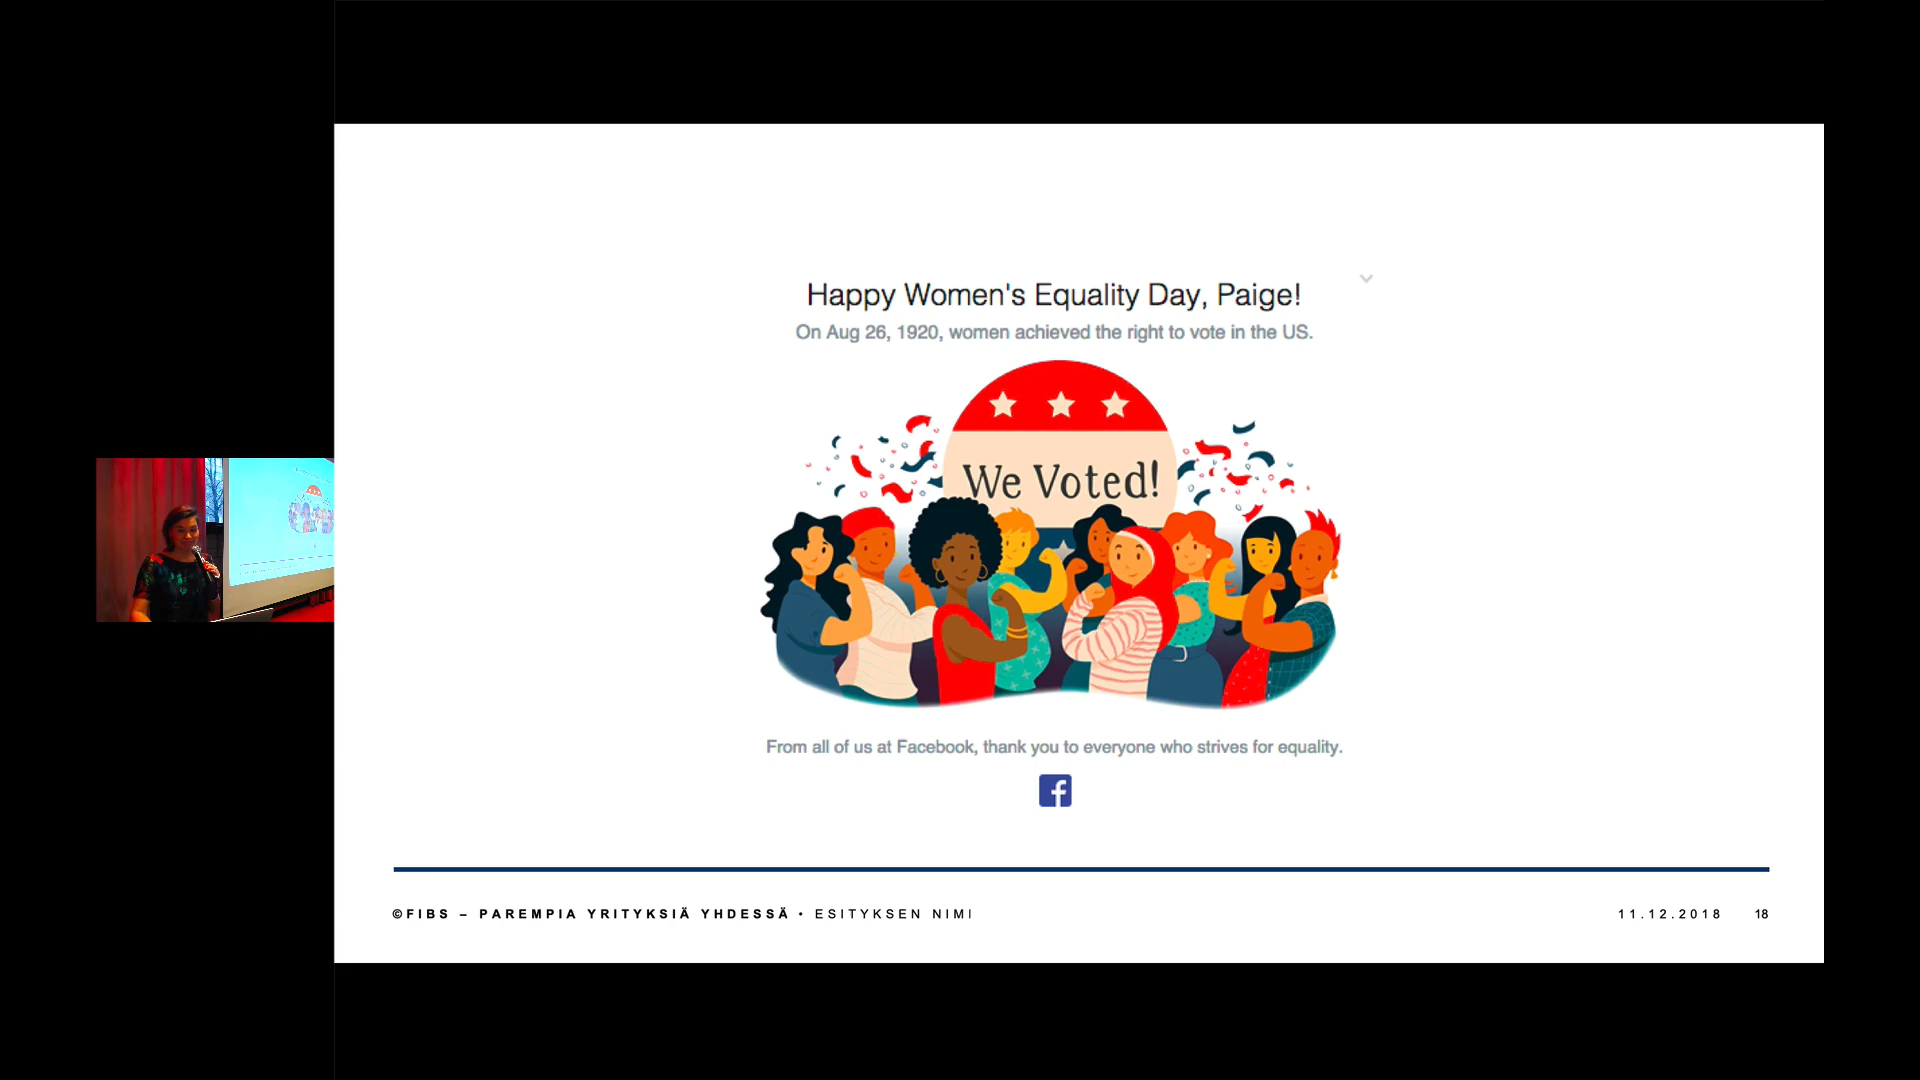 Happy Women's Equality Day, Paige!
On Aug 26, 1920, women achieved the right to vote in the US.
We Voted!
From all of us at Facebook, thank you to everyone who strives for equality.
©FIBS – PAREMPIA YRITYKSIÄ YHDESSÄ • ESITYKSEN NIMI 11.12.2018 18